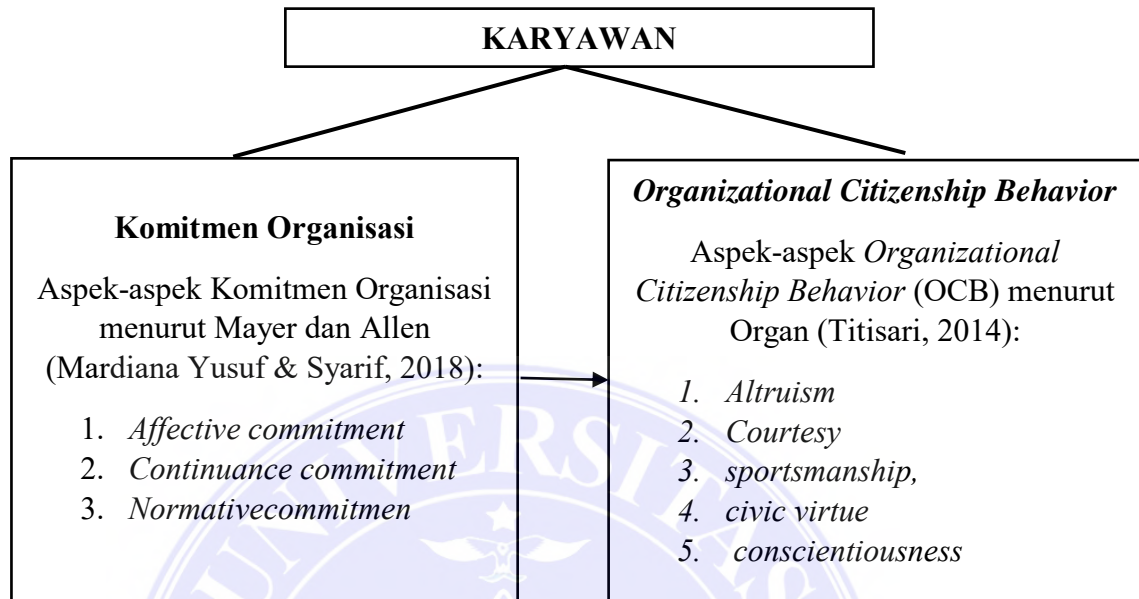 KARYAWAN
Komitmen Organisasi
Aspek-aspek Komitmen Organisasi
menurut Mayer dan Allen
(Mardiana Yusuf & Syarif, 2018):
1. Affective commitment
2. Continuance commitment
3. Normativecommitmen
Organizational Citizenship Behavior
Aspek-aspek Organizational
Citizenship Behavior (OCB) menurut
Organ (Titisari, 2014):
1. Altruism
2. Courtesy
3. sportsmanship,
4. civic virtue
5. conscientiousness
UNIVERSITAS